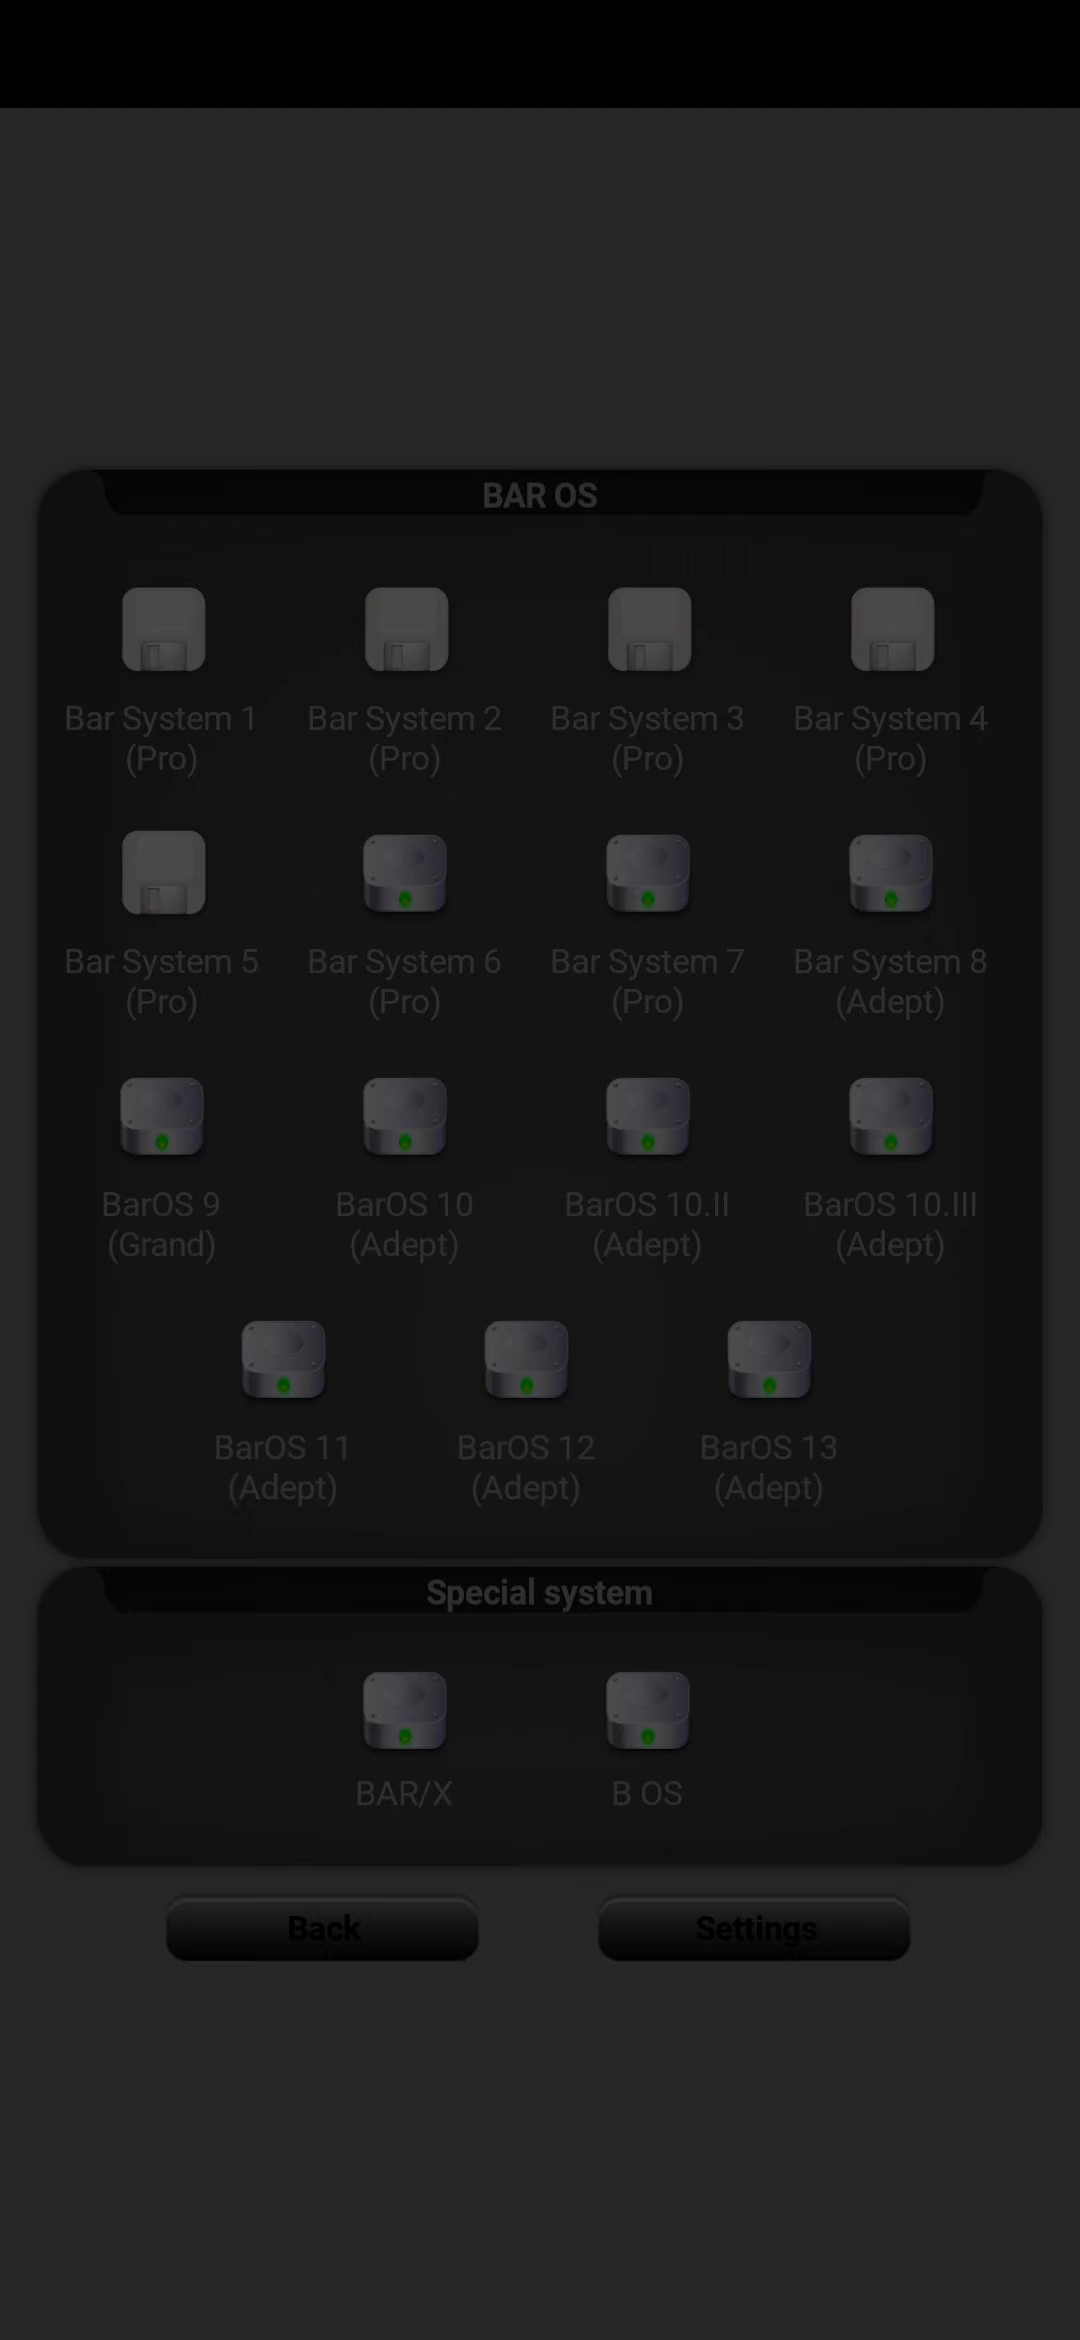 BAR OS
Bar System 1 Bar System 2 Bar System 3 Bar System 4
(Pro) (Pro) (Pro) (Pro)
Bar System 5 Bar System 6 Bar System 7 Bar System 8
(Pro) (Pro) (Pro) (Adept)
BarOS 9 BarOS 10 BarOS 10.II BarOS 10.III
(Grand) (Adept) (Adept) (Adept)
BarOS 11 BarOS 12 BarOS 13
(Adept) (Adept) (Adept)
Special system
BAR/X B OS
Back Settings